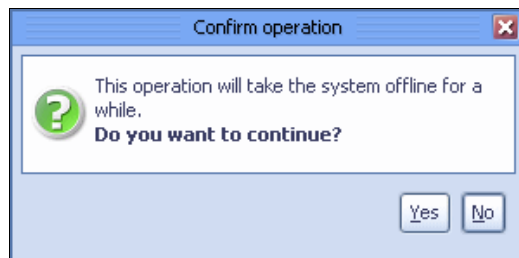 Confirm operation
This operation will take the system offline for a
while.
Do you want to continue?
Yes No